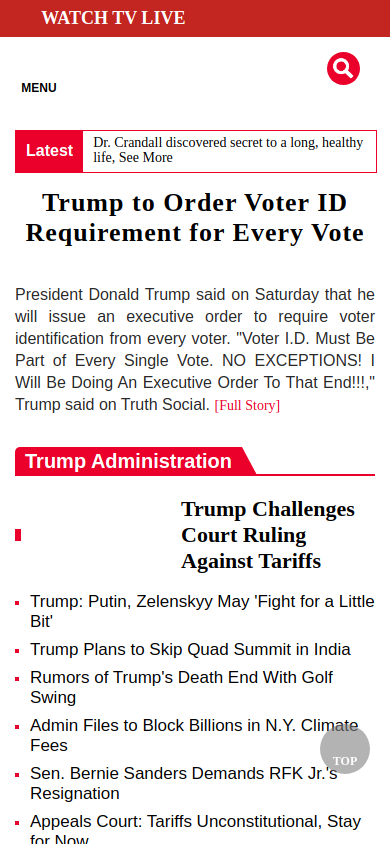 WATCH TV LIVE
MENU
Latest
Dr. Crandall discovered secret to a long, healthy
life, See More
Trump to Order Voter ID
Requirement for Every Vote
President Donald Trump said on Saturday that he
will issue an executive order to require voter
identification from every voter. "Voter I.D. Must Be
Part of Every Single Vote. NO EXCEPTIONS! I
Will Be Doing An Executive Order To That End!!!,"
Trump said on Truth Social. [Full Story]
Trump Administration
Trump Challenges
Court Ruling
Against Tariffs
Trump: Putin, Zelenskyy May 'Fight for a Little
Bit'
Trump Plans to Skip Quad Summit in India
Rumors of Trump's Death End With Golf
Swing
Admin Files to Block Billions in N.Y. Climate
Fees
TOP
Sen. Bernie Sanders Demands RFK Jr.'s
Resignation
Appeals Court: Tariffs Unconstitutional, Stay
for Now